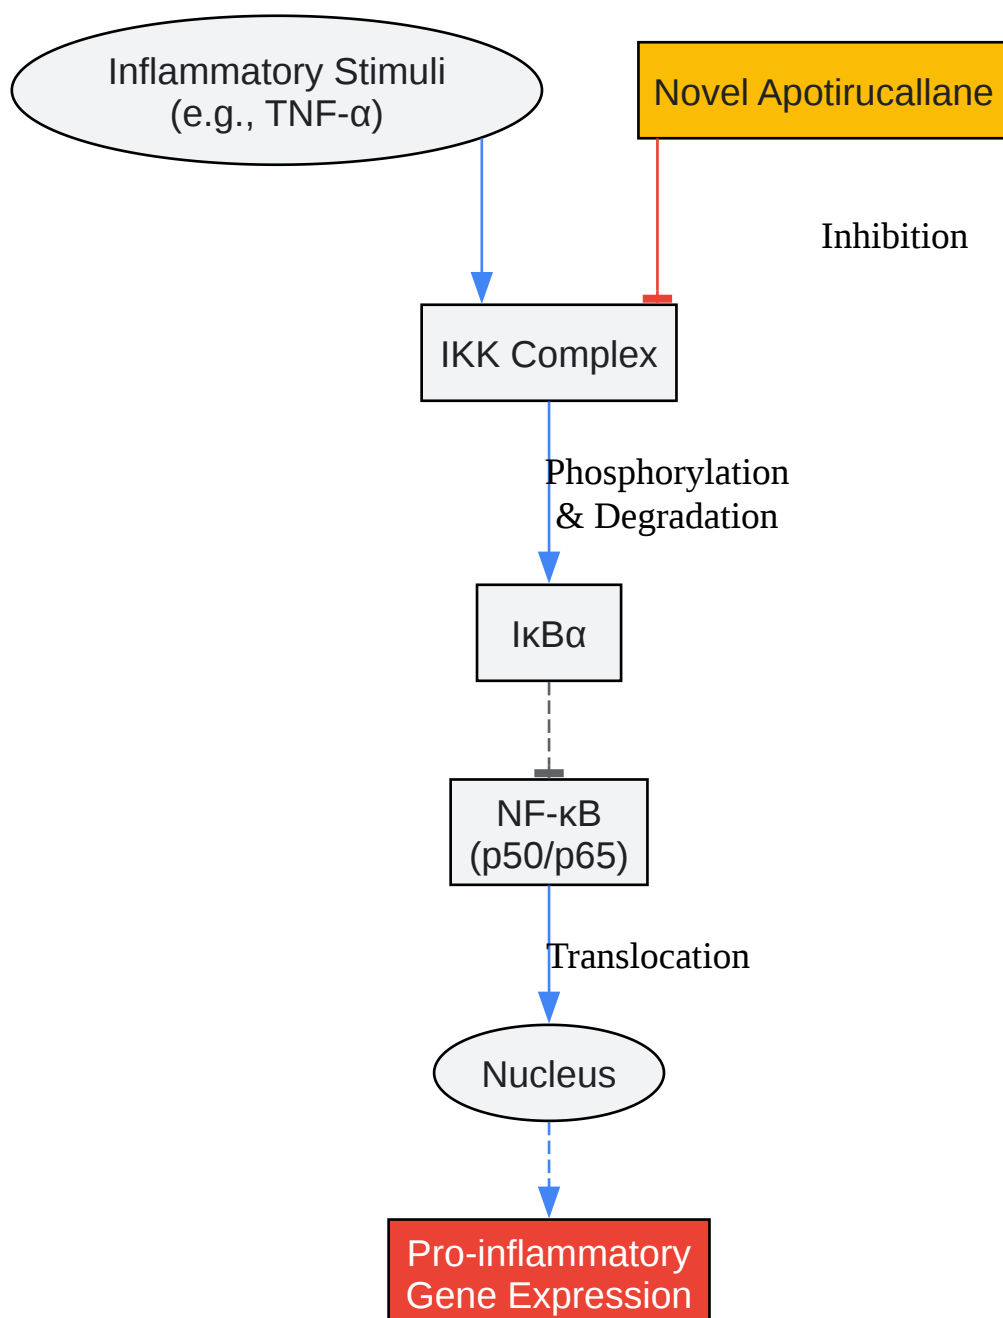 Inflammatory Stimuli
(e.g., TNF-α)
Novel Apotirucallane
Inhibition
IKK Complex
Phosphorylation
& Degradation
IκBα
NF-κB
(p50/p65)
Translocation
Nucleus
Pro-inflammatory
Gene Expression